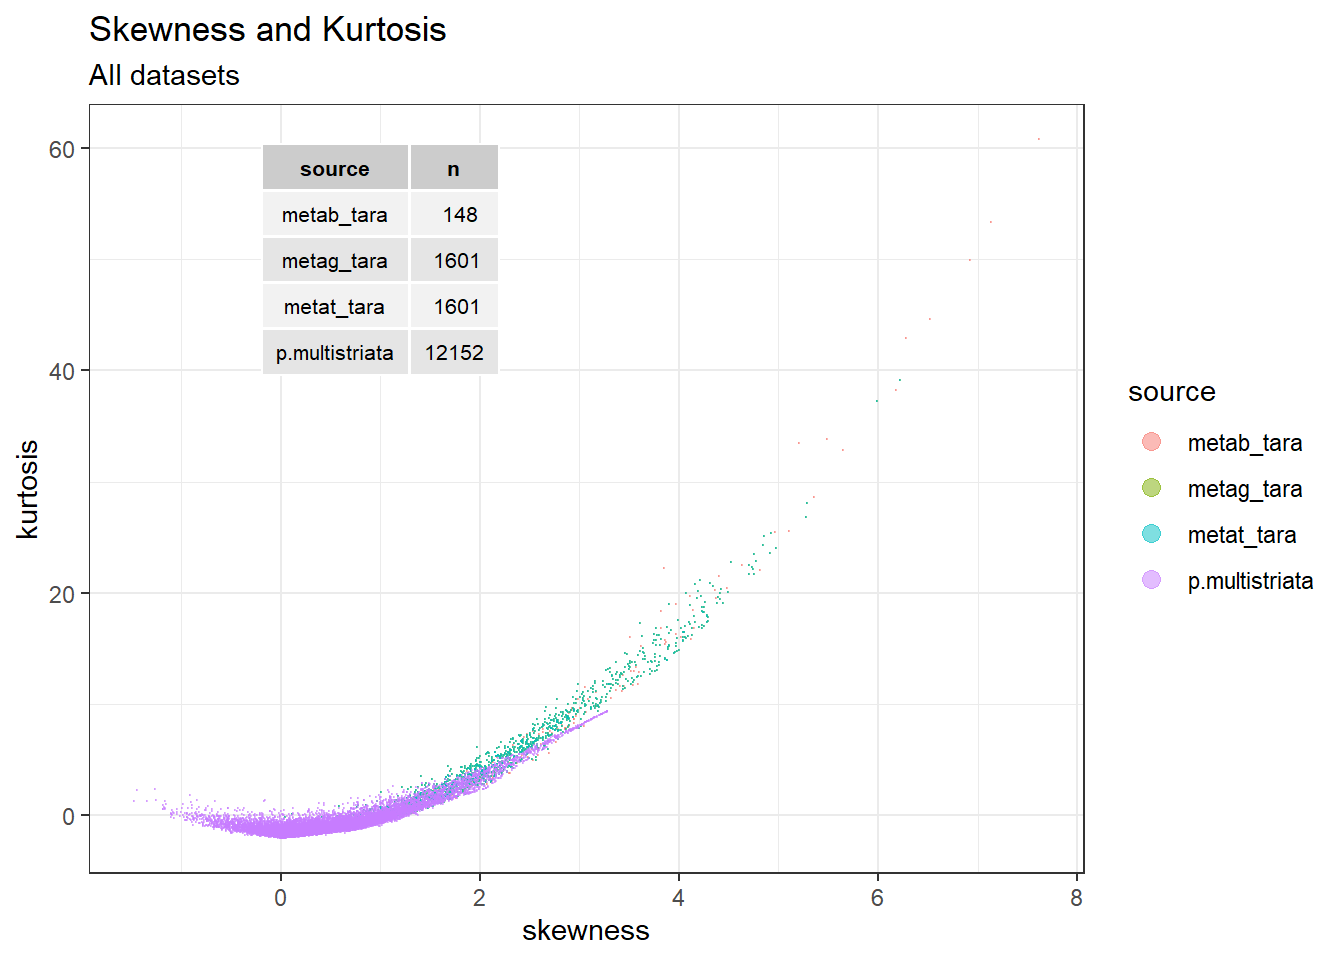 Skewness and Kurtosis
All datasets
60
40
20
0
kurtosis
source n
metab_tara 148
metag_tara 1601
metat_tara 1601
p.multistriata 12152
0 2 4 6 8
skewness
source
metab_tara
metag_tara
metat_tara
p.multistriata